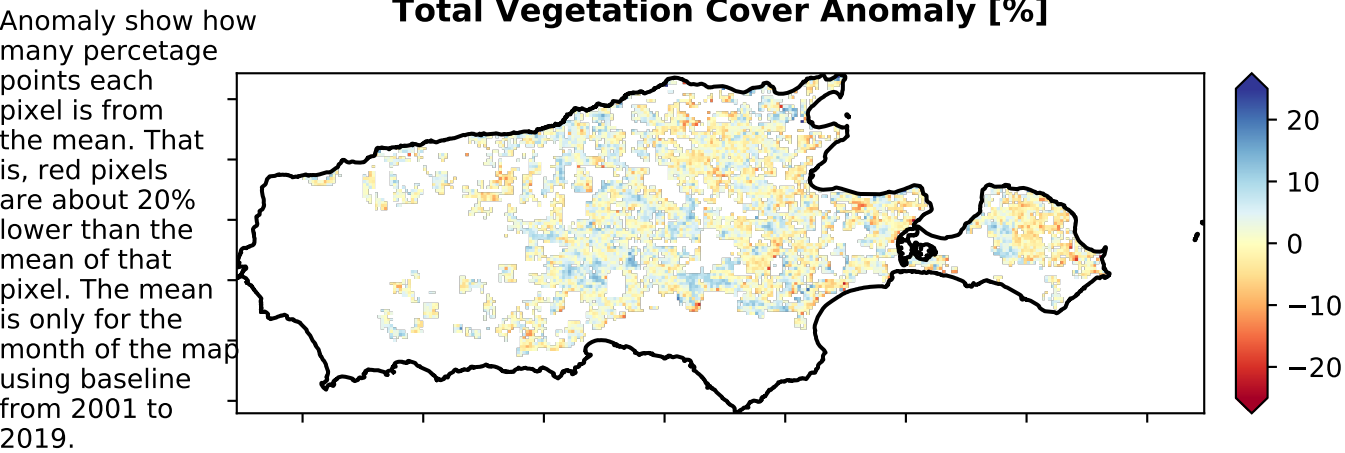 Total Vegetation Cover Anomaly [%]
Anomaly show how
many percetage
points each
pixel is from
the mean. That
is, red pixels
are about 20%
lower than the
mean of that
pixel. The mean
is only for the
month of the map
using baseline
from 2001 to
2019.
20
10
0
−10
−20